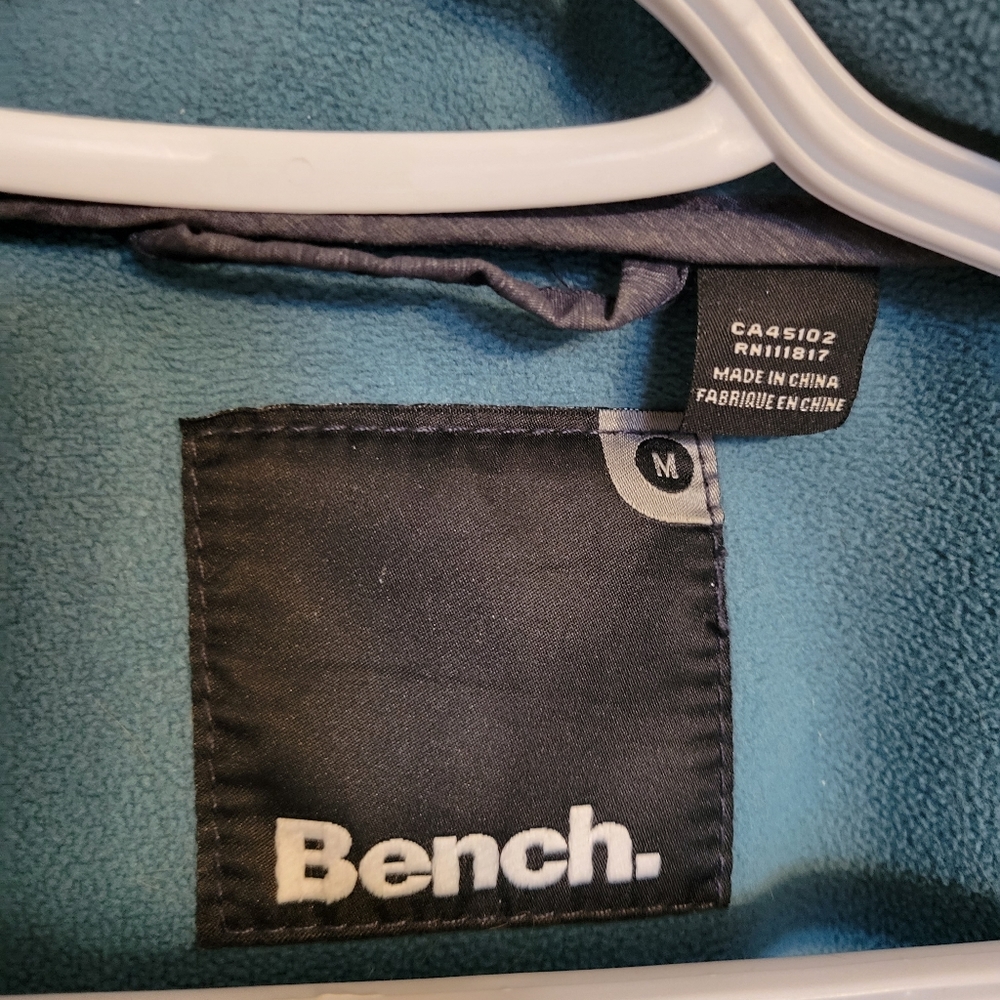 CA45102
RN111817
MADE IN CHINA
FABRIQUE EN CHINE
M
Bench.